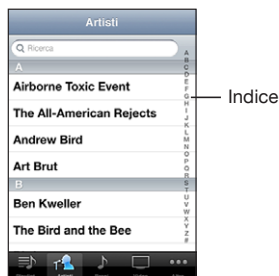 Artisti
Ricerca
A
Airborne Toxic Event
The All-American Rejects
Andrew Bird
Art Brut
B
Ben Kweller
The Bird and the Bee
A
B
C
D
E
F
G
H
I
J
K
L
M
N
O
P
Q
R
S
T
U
V
W
X
Y
Z
#
Indice
Artisti